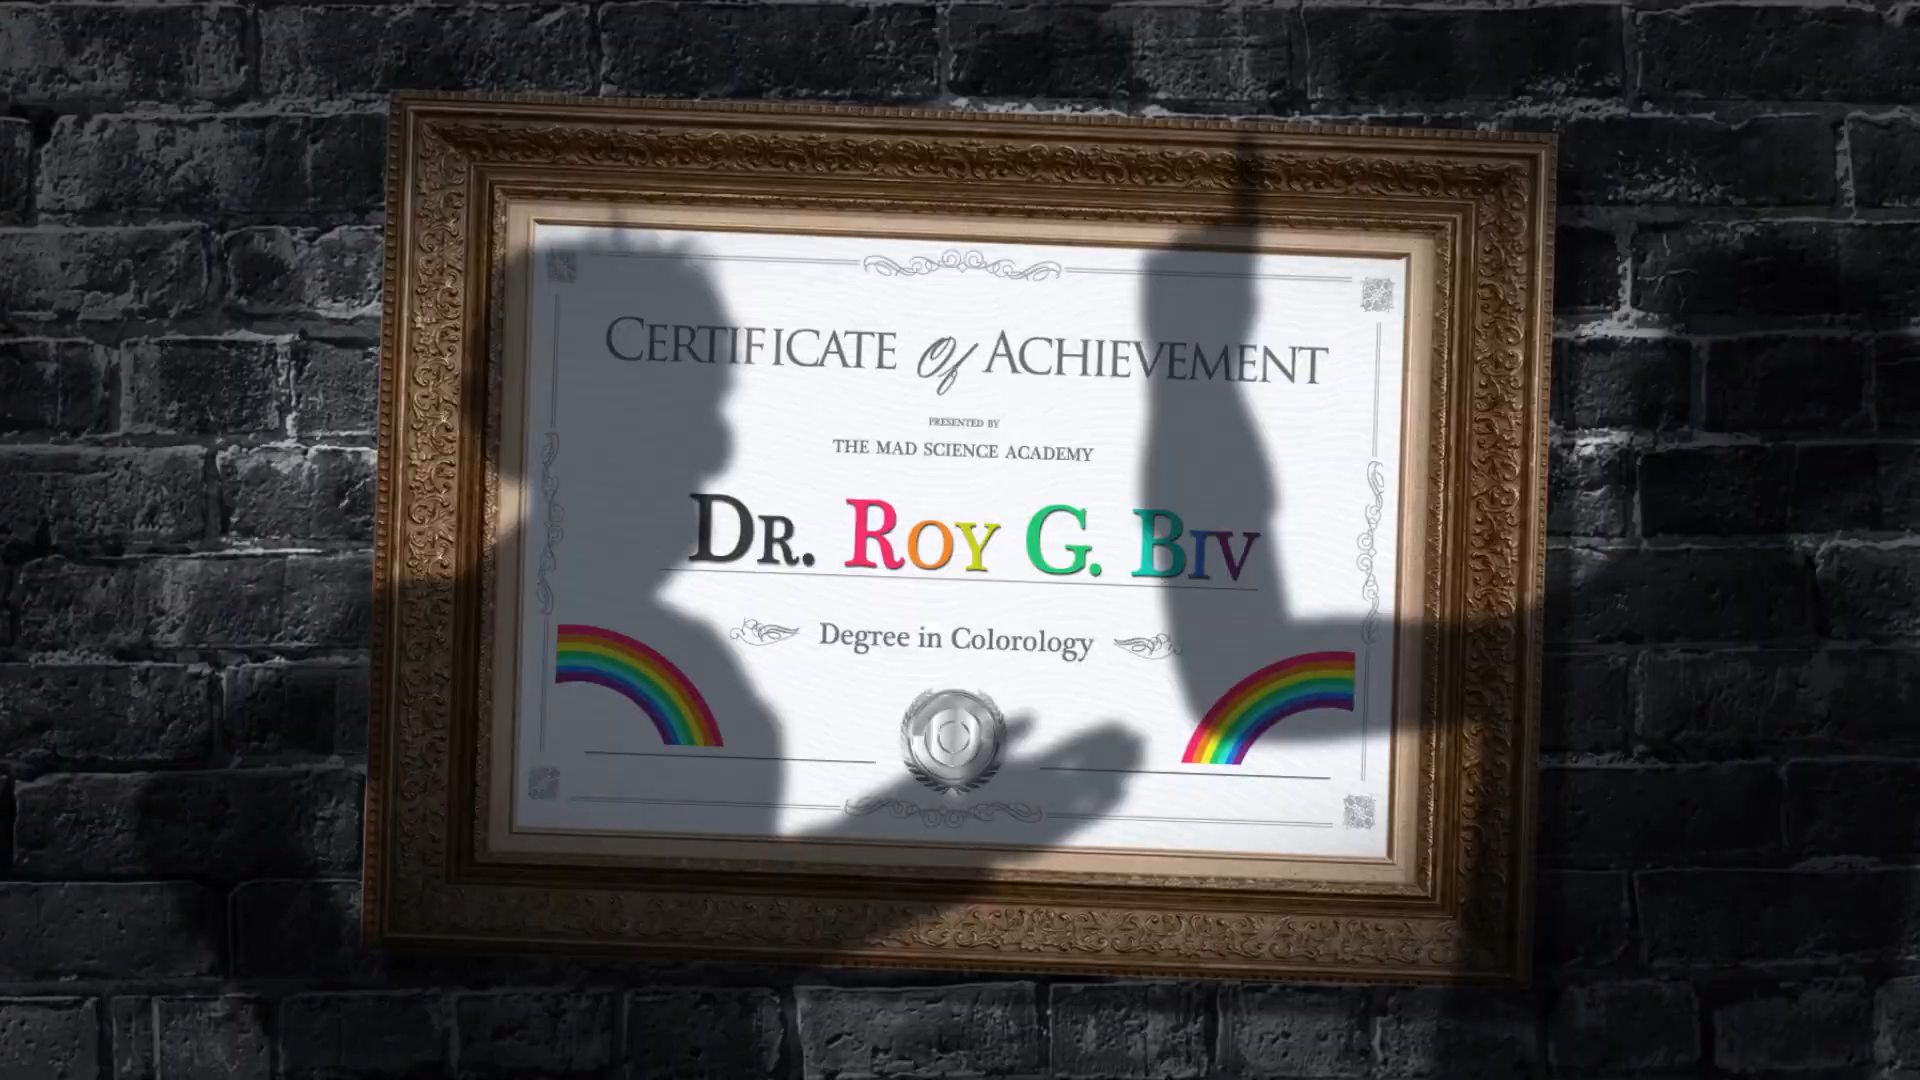 Certificate Of Achievement
PRESENTED BY
THE MAD SCIENCE ACADEMY
Dr. Roy G. Biv
Degree in Colorology